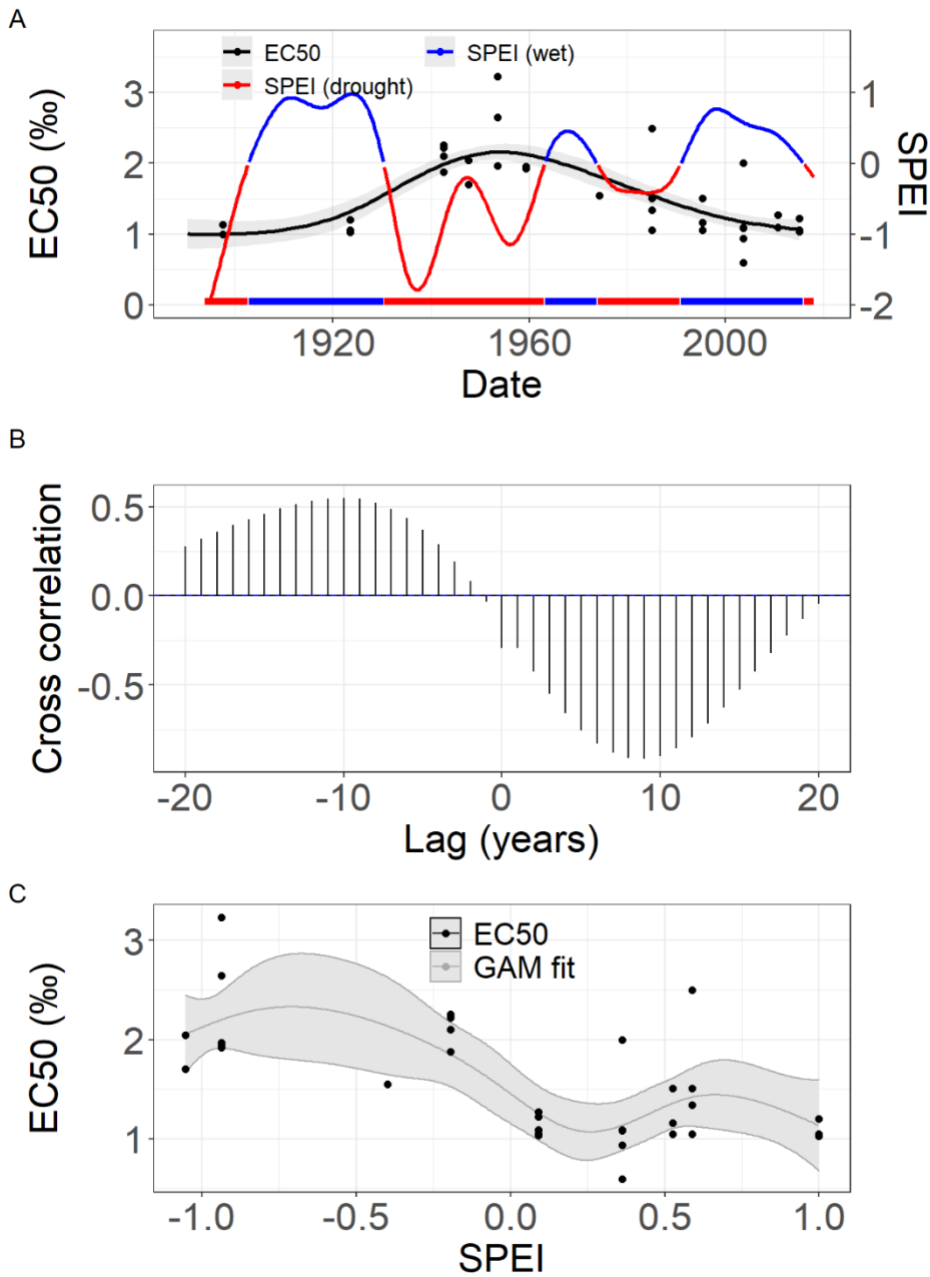 A
EC50
SPEI (wet)
SPEI (drought)
EC50 (‰)
3
2
1
0
1
0
-1
-2
SPEI
1920
1960
2000
Date
B
Cross correlation
0.5
0.0
-0.5
-20
-10
0
10
20
Lag (years)
C
EC50
GAM fit
EC50 (‰)
3
2
1
-1.0
-0.5
0.0
0.5
1.0
SPEI